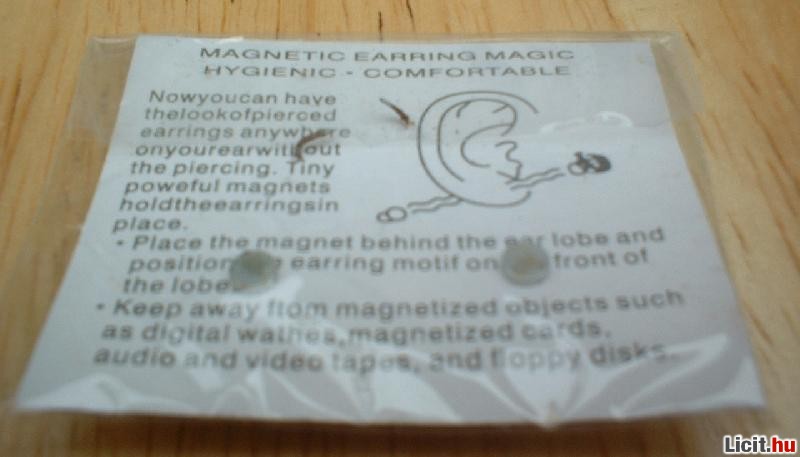 MAGNETIC EARRING MAGIC
HYGIENIC - COMFORTABLE
Nowyoucan have
thelookofpierced
earrings anywhere
onyourearwithout
the piercing. Tiny
poweful magnets
holdtheearringsin
place.
• Place the magnet behind the ear lobe and
position earring motif on front of
the lobe
• Keep away ftom magnetized objects such
as digital wathes,magnetized cards,
audio and video tapes, and floppy disks.
Licit.hu